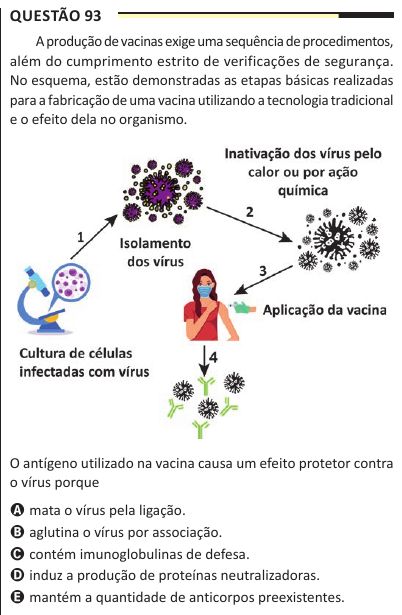 QUESTÃO 93
A produção de vacinas exige uma sequência de procedimentos,
além do cumprimento estrito de verificações de segurança.
No esquema, estão demonstradas as etapas básicas realizadas
para a fabricação de uma vacina utilizando a tecnologia tradicional
e o efeito dela no organismo.
Inativação dos vírus pelo
calor ou por ação
química
2
1
Isolamento
dos vírus
3
Aplicação da vacina
Cultura de células
infectadas com vírus
4
O antígeno utilizado na vacina causa um efeito protetor contra
o vírus porque
A mata o vírus pela ligação.
B aglutina o vírus por associação.
C contém imunoglobulinas de defesa.
D induz a produção de proteínas neutralizadoras.
E mantém a quantidade de anticorpos preexistentes.